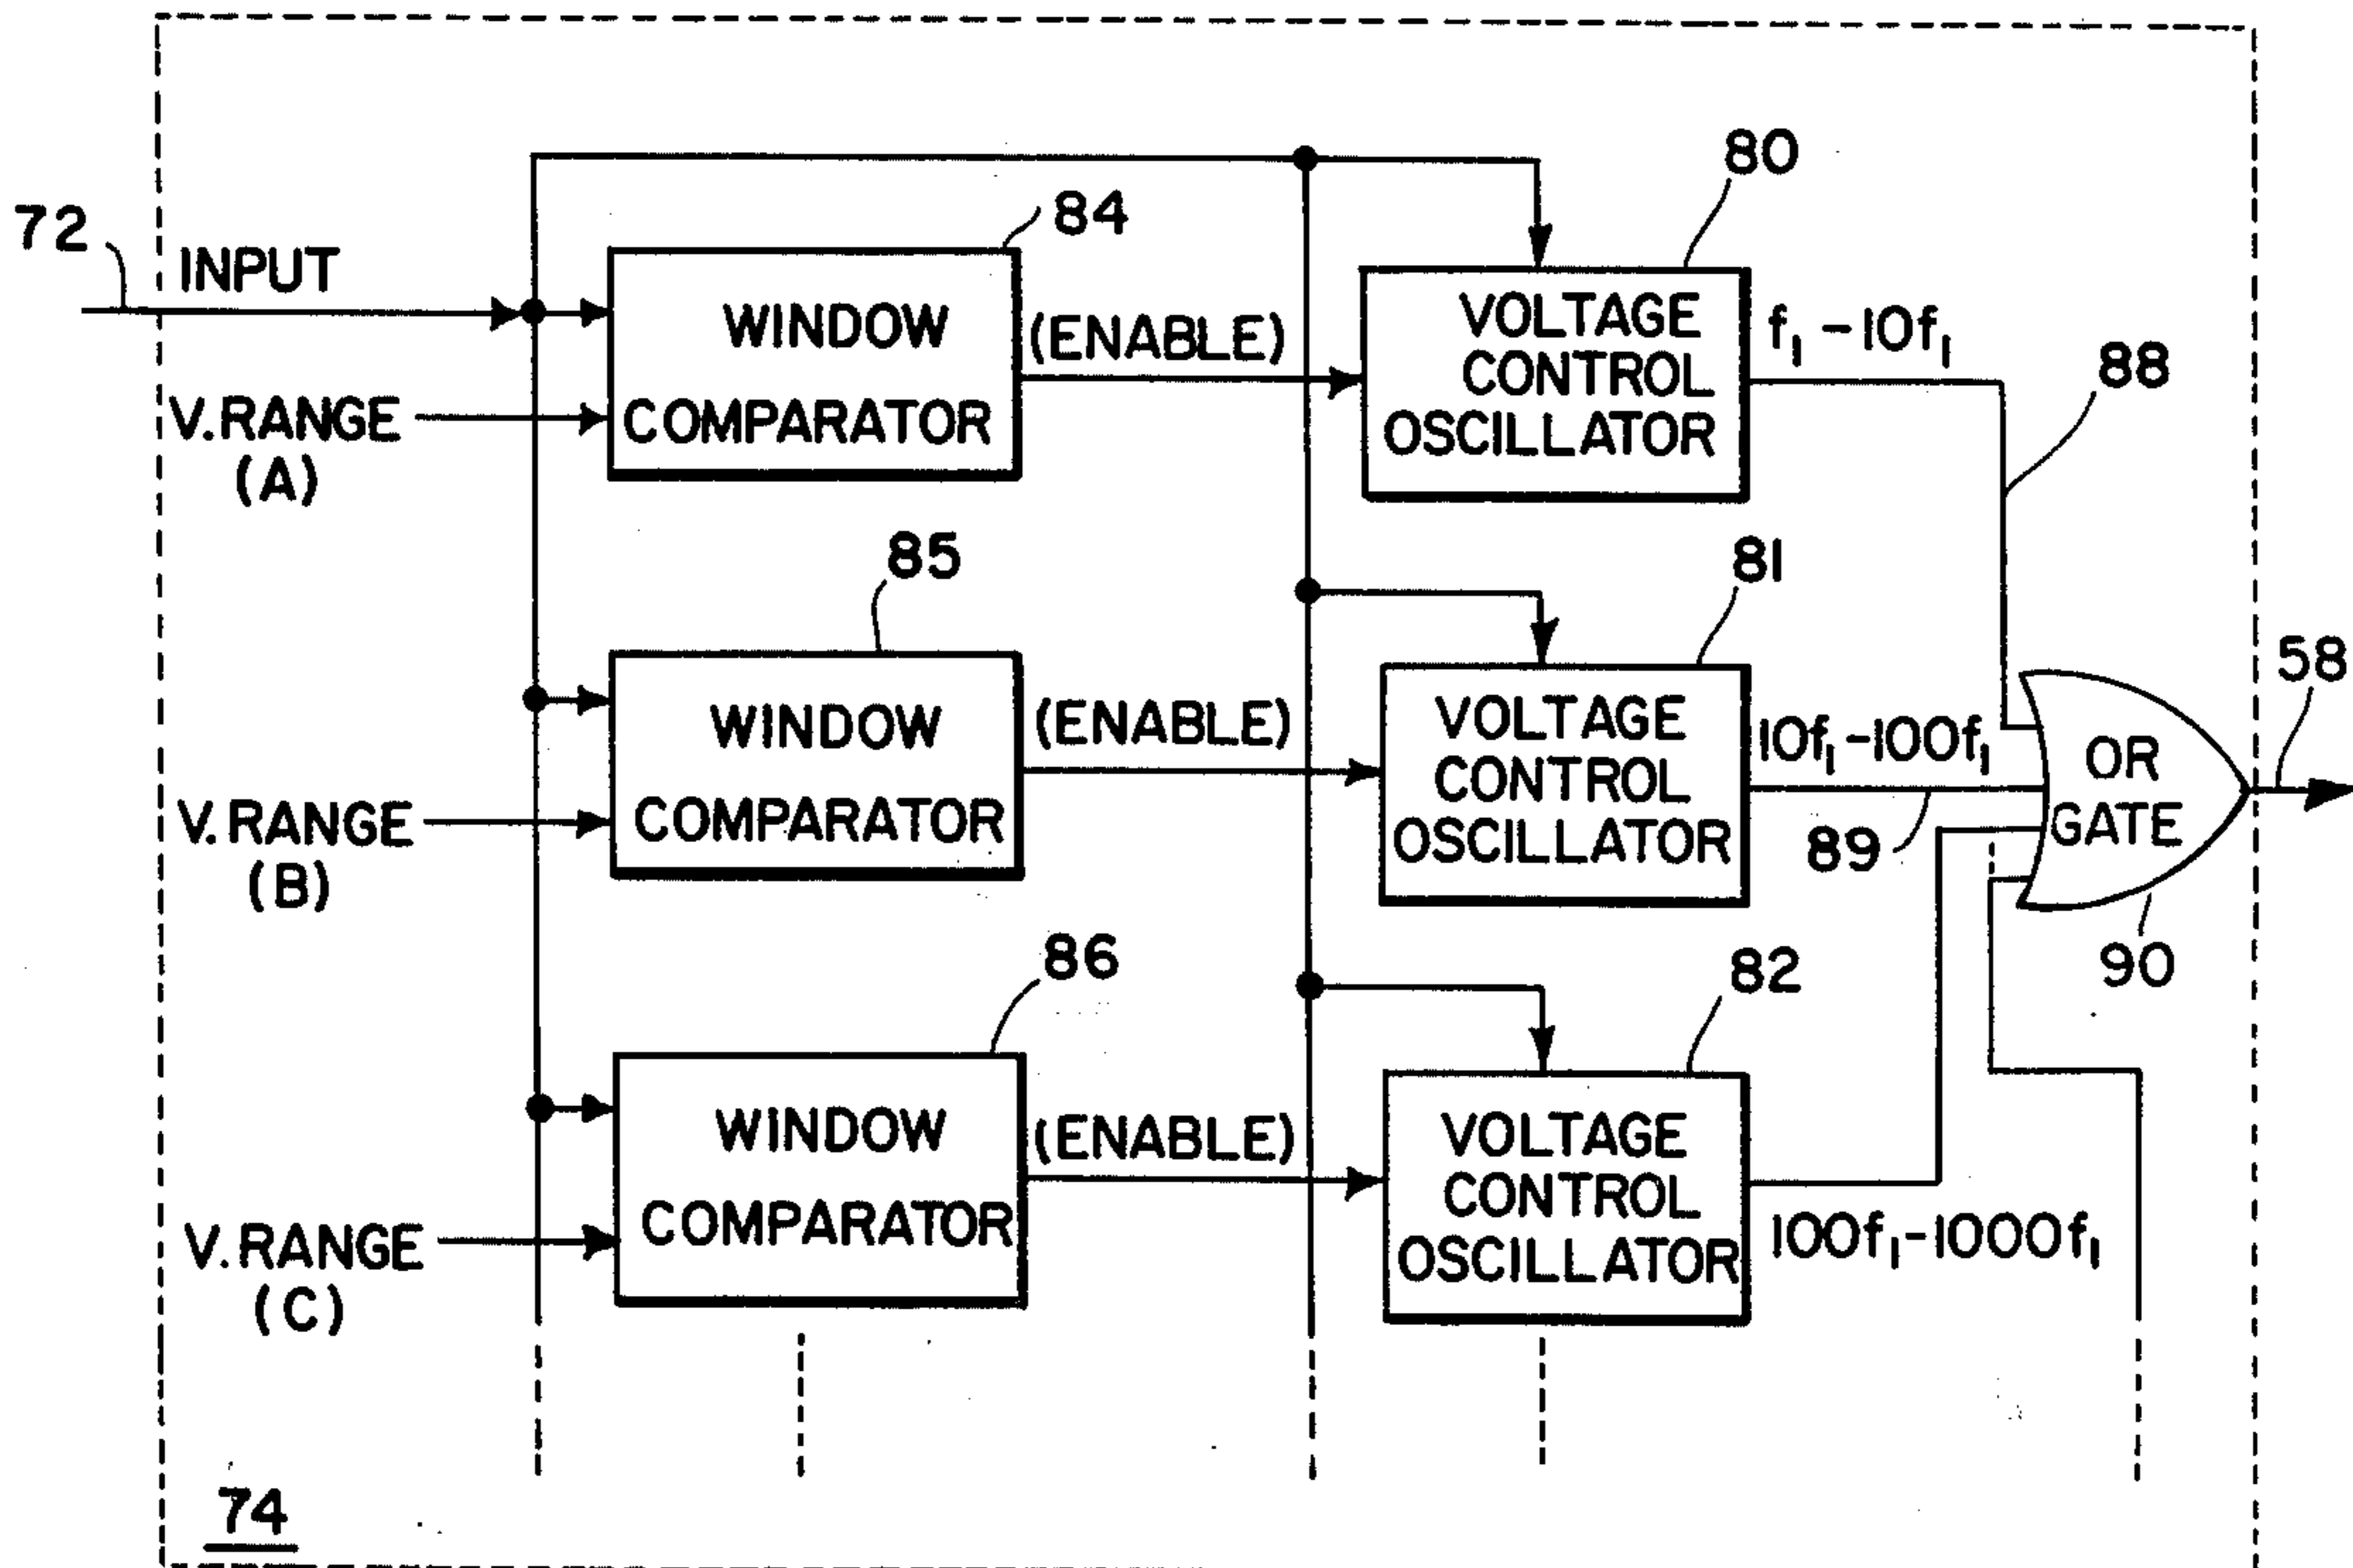 80
84
72
INPUT
WINDOW
COMPARATOR
(ENABLE)
VOLTAGE
CONTROL
OSCILLATOR
f₁-10f₁
88
V.RANGE
(A)
85
81
WINDOW
COMPARATOR
(ENABLE)
VOLTAGE
CONTROL
OSCILLATOR
10f₁-100f₁
89
OR
GATE
58
90
V.RANGE
(B)
86
82
WINDOW
COMPARATOR
(ENABLE)
VOLTAGE
CONTROL
OSCILLATOR
100f₁-1000f₁
V.RANGE
(C)
74